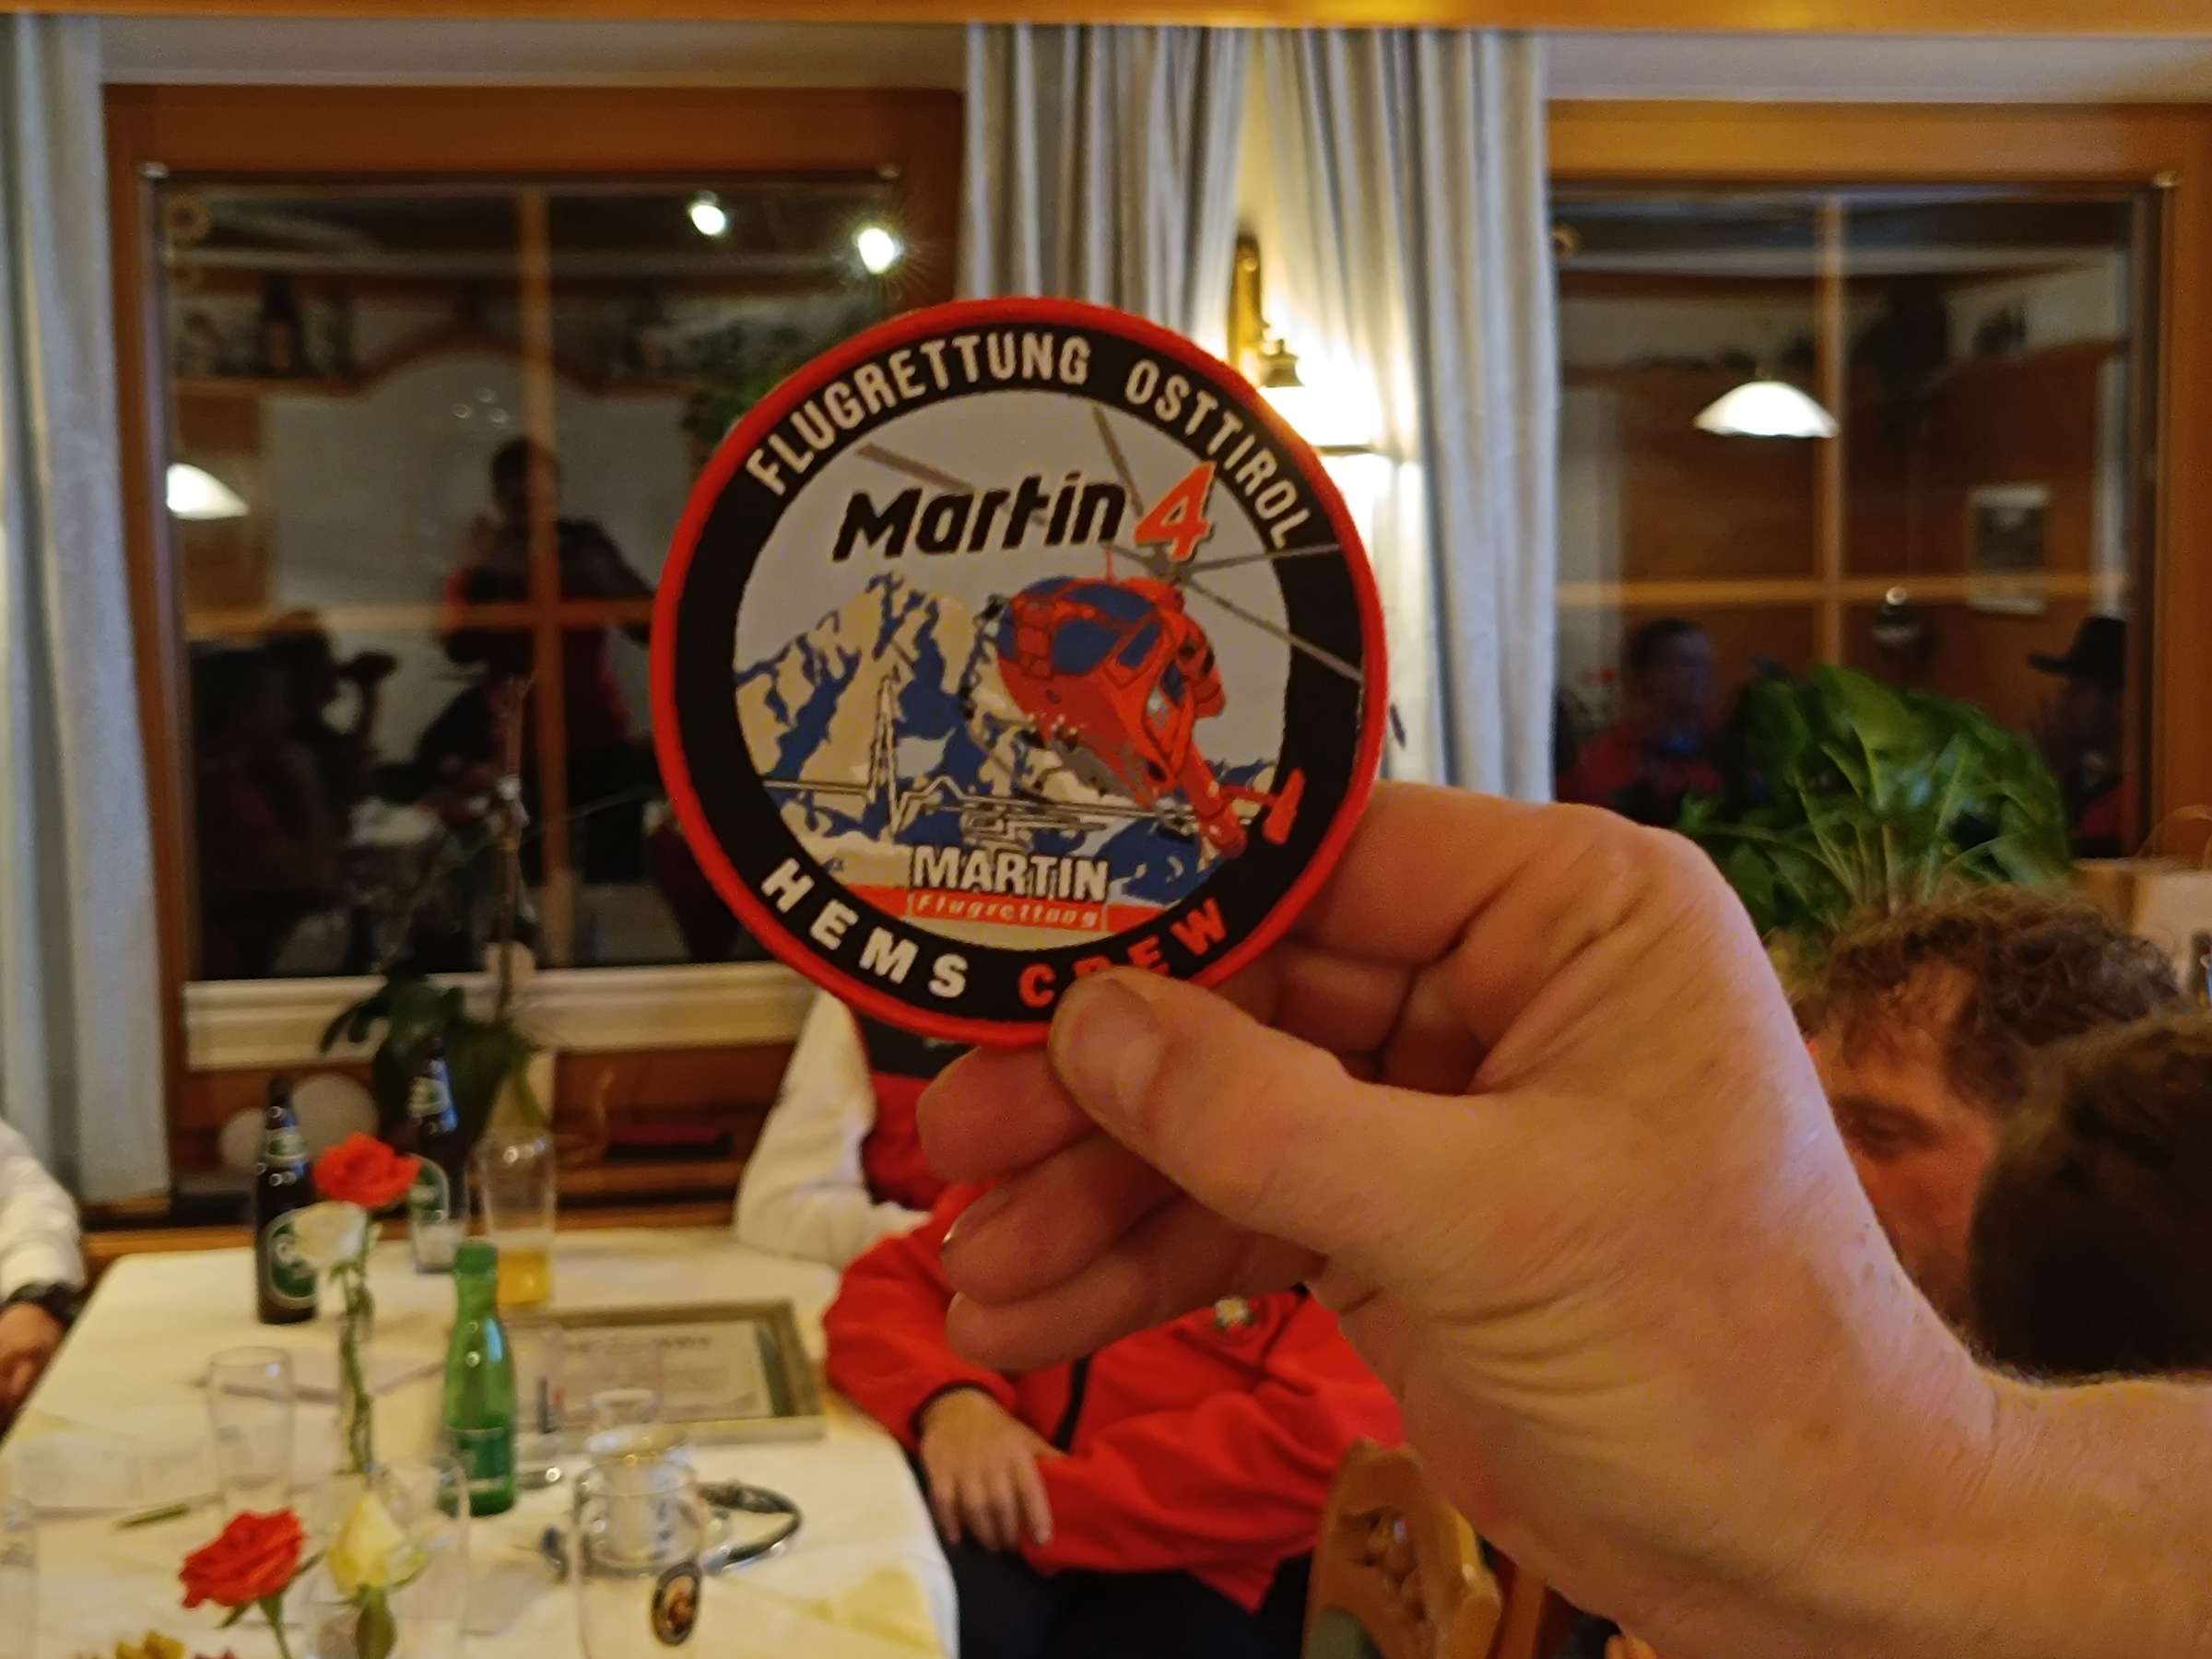 FLUGRETTUNG OSTTIROL
Martin 4
MARTIN
Flugrettung
HEMS CREW